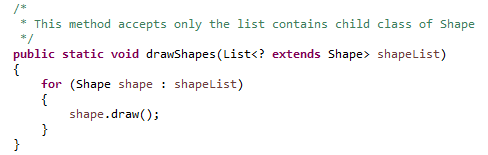 /*
 * This method accepts only the list contains child class of Shape
 */
public static void drawShapes(List<? extends Shape> shapeList)
{
    for (Shape shape : shapeList)
    {
        shape.draw();
    }
}